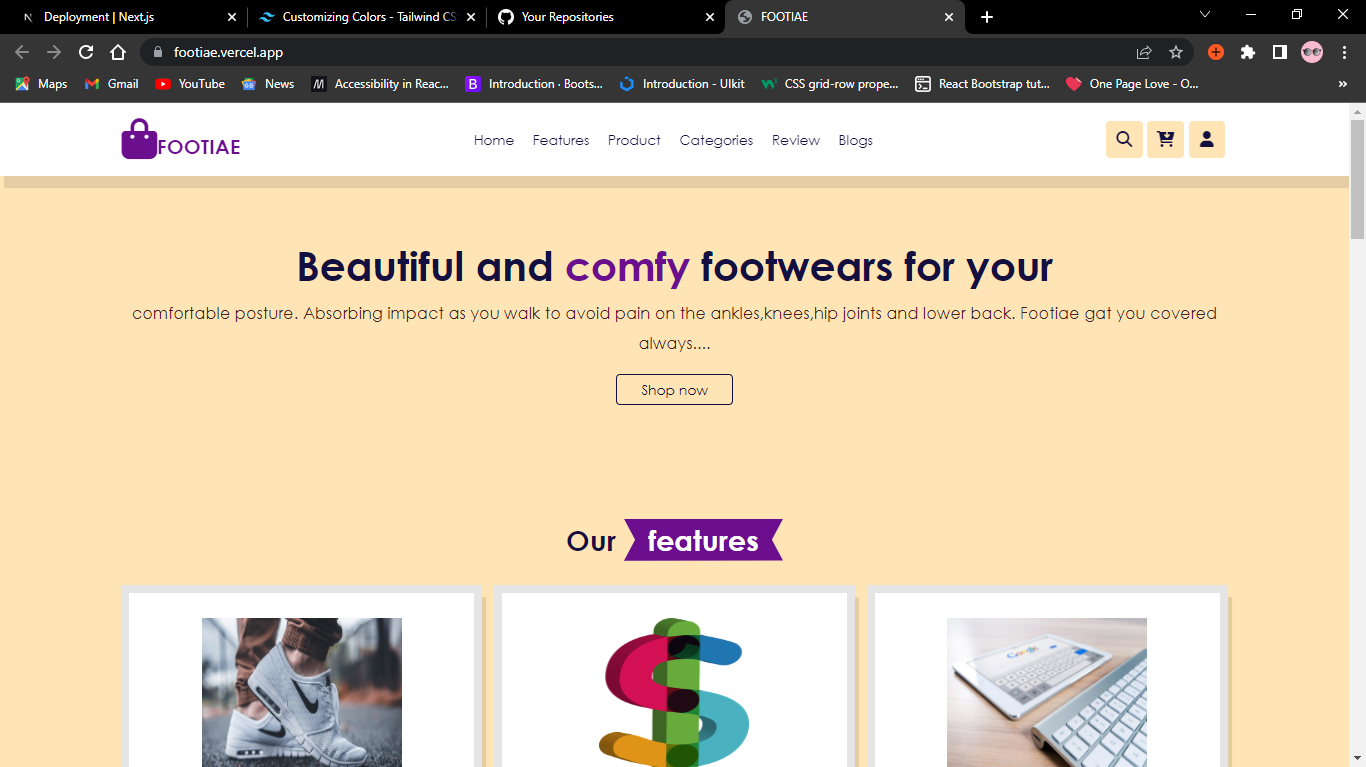 Deployment | Next.js
Customizing Colors - Tailwind CS
Your Repositories
FOOTIAE
footiae.vercel.app
Maps
Gmail
YouTube
News
Accessibility in Reac...
Introduction · Boots...
Introduction - UIkit
CSS grid-row prope...
React Bootstrap tut...
One Page Love - O...
»
FOOTIAE
Home
Features
Product
Categories
Review
Blogs
Beautiful and comfy footwears for your
comfortable posture. Absorbing impact as you walk to avoid pain on the ankles,knees,hip joints and lower back. Footiae gat you covered
always....
Shop now
Our features
Google